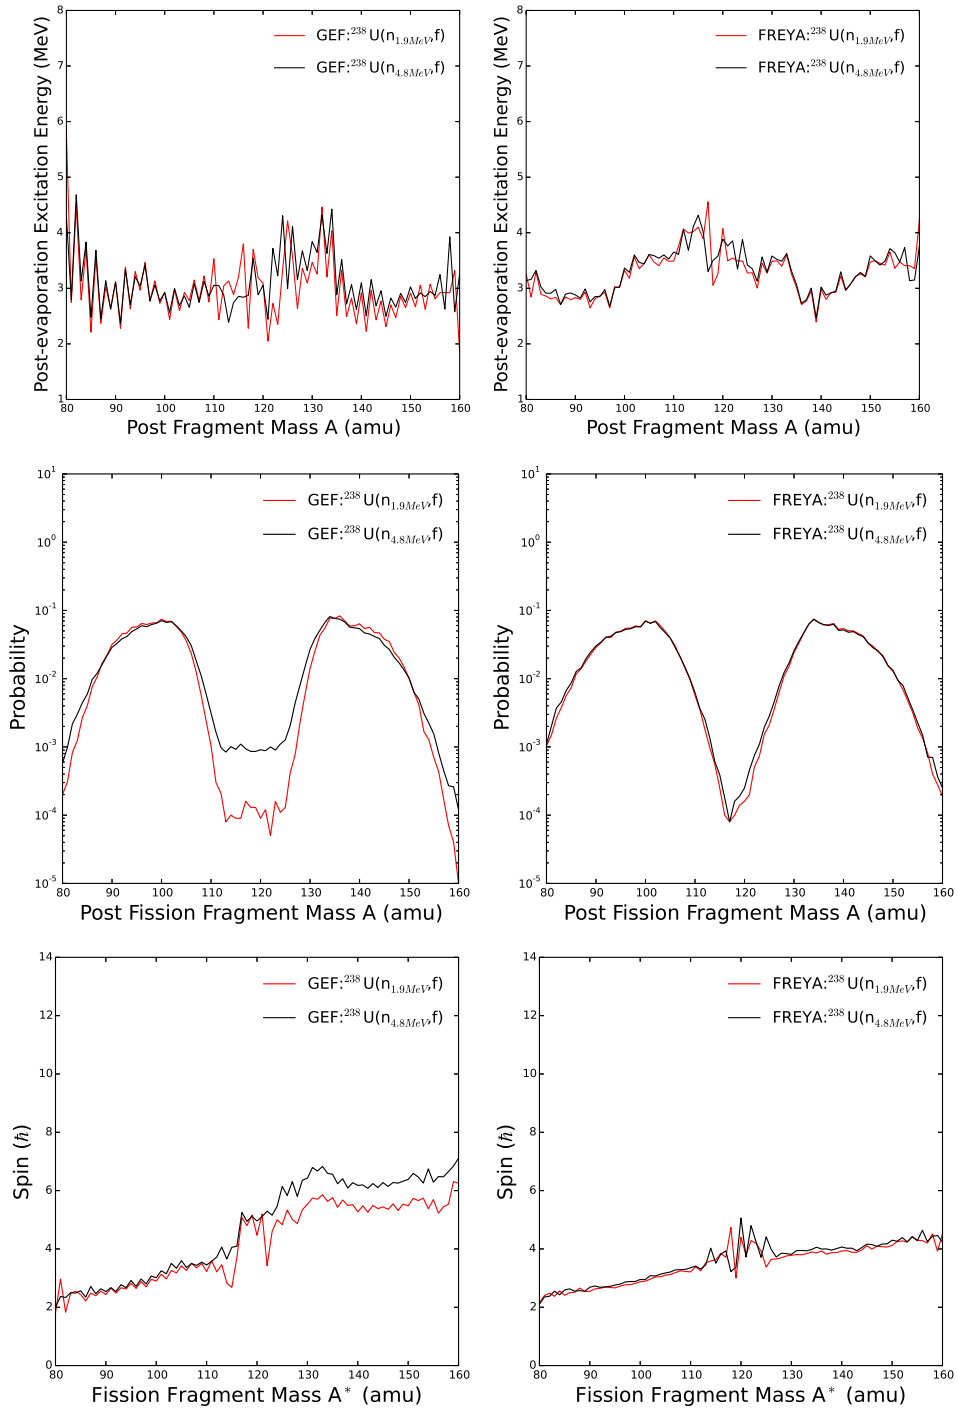 Post-evaporation Excitation Energy (MeV)
8
7
6
5
4
3
2
1
GEF:²³⁸U(n₁.₉MeV,f)
GEF:²³⁸U(n₄.₈MeV,f)
80 90 100 110 120 130 140 150 160
Post Fragment Mass A (amu)
Post-evaporation Excitation Energy (MeV)
8
7
6
5
4
3
2
1
FREYA:²³⁸U(n₁.₉MeV,f)
FREYA:²³⁸U(n₄.₈MeV,f)
80 90 100 110 120 130 140 150 160
Post Fragment Mass A (amu)
Probability
10¹
10⁰
10⁻¹
10⁻²
10⁻³
10⁻⁴
10⁻⁵
GEF:²³⁸U(n₁.₉MeV,f)
GEF:²³⁸U(n₄.₈MeV,f)
80 90 100 110 120 130 140 150 160
Post Fission Fragment Mass A (amu)
Probability
10¹
10⁰
10⁻¹
10⁻²
10⁻³
10⁻⁴
10⁻⁵
FREYA:²³⁸U(n₁.₉MeV,f)
FREYA:²³⁸U(n₄.₈MeV,f)
80 90 100 110 120 130 140 150 160
Post Fission Fragment Mass A (amu)
Spin (ħ)
14
12
10
8
6
4
2
0
GEF:²³⁸U(n₁.₉MeV,f)
GEF:²³⁸U(n₄.₈MeV,f)
80 90 100 110 120 130 140 150 160
Fission Fragment Mass A* (amu)
Spin (ħ)
14
12
10
8
6
4
2
0
FREYA:²³⁸U(n₁.₉MeV,f)
FREYA:²³⁸U(n₄.₈MeV,f)
80 90 100 110 120 130 140 150 160
Fission Fragment Mass A* (amu)